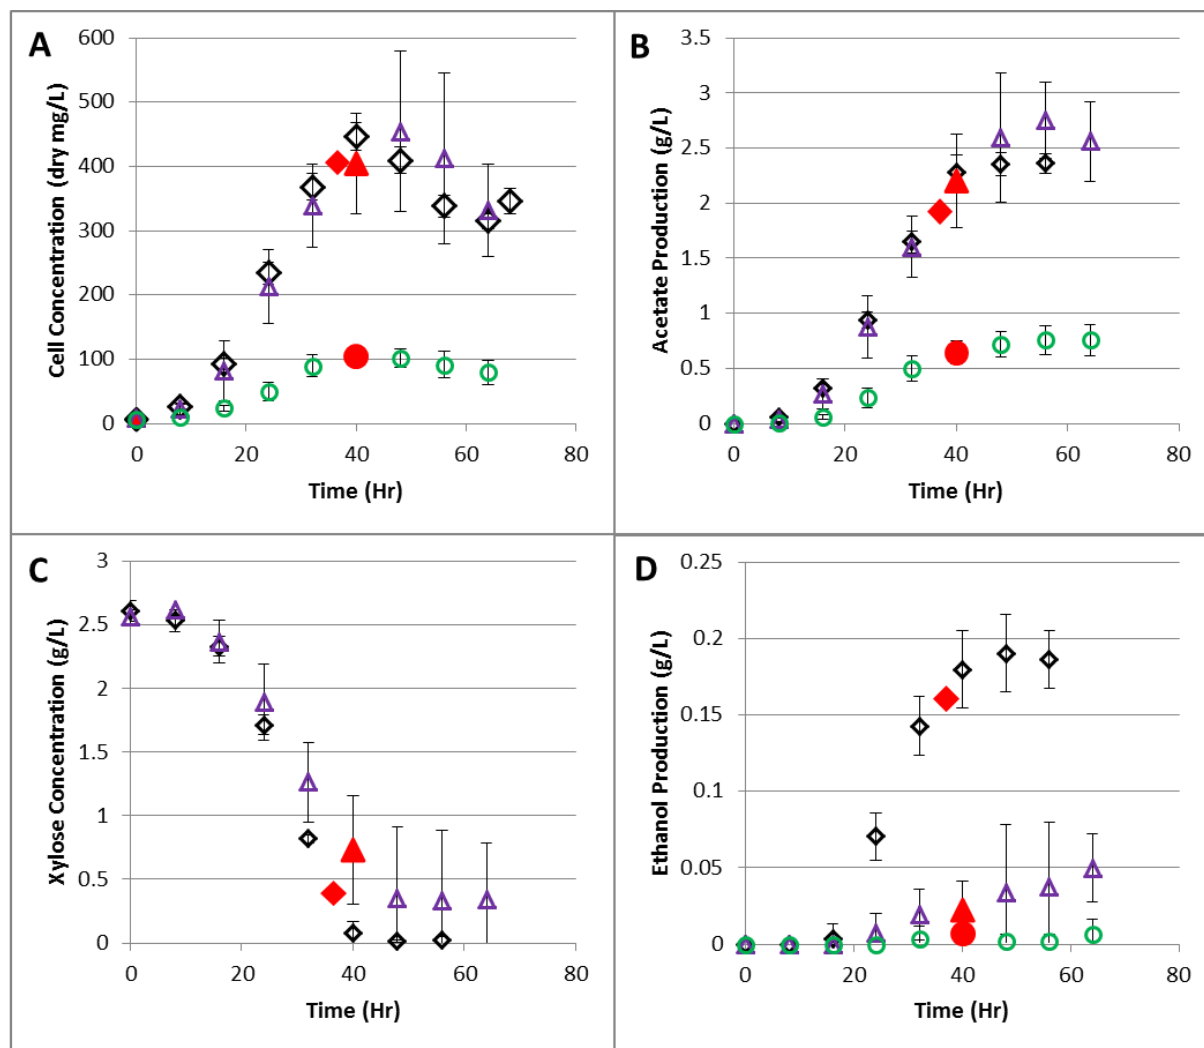 A
Cell Concentration (dry mg/L)
600
500
400
300
200
100
0
0 20 40 60 80
Time (Hr)
B
Acetate Production (g/L)
3.5
3
2.5
2
1.5
1
0.5
0
0 20 40 60 80
Time (Hr)
C
Xylose Concentration (g/L)
3
2.5
2
1.5
1
0.5
0
0 20 40 60 80
Time (Hr)
D
Ethanol Production (g/L)
0.25
0.2
0.15
0.1
0.05
0
0 20 40 60 80
Time (Hr)